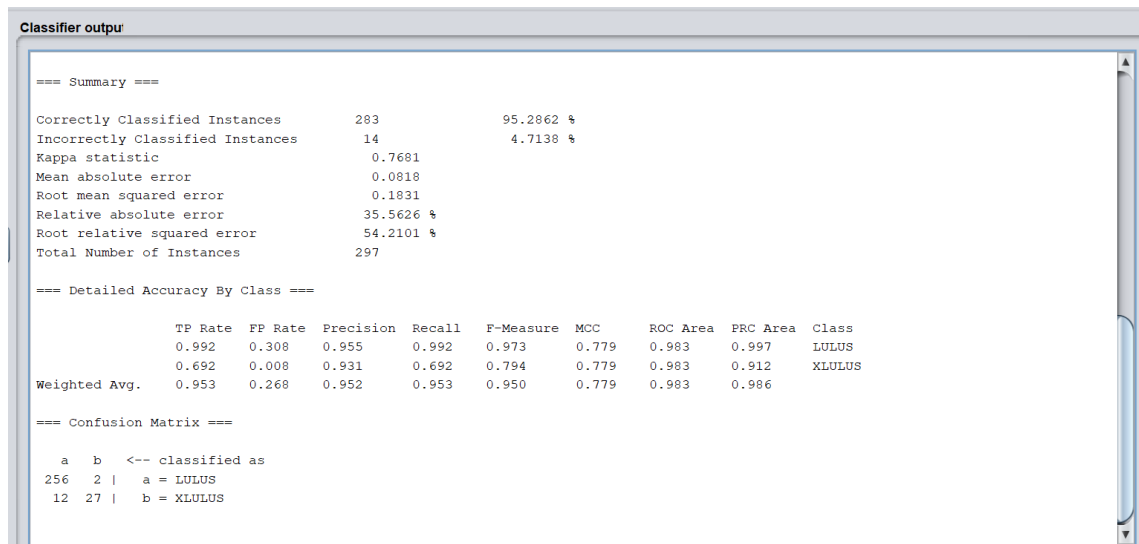 Classifier output
=== Summary ===
Correctly Classified Instances 283 95.2862 %
Incorrectly Classified Instances 14 4.7138 %
Kappa statistic 0.7681
Mean absolute error 0.0818
Root mean squared error 0.1831
Relative absolute error 35.5626 %
Root relative squared error 54.2101 %
Total Number of Instances 297
=== Detailed Accuracy By Class ===
TP Rate FP Rate Precision Recall F-Measure MCC ROC Area PRC Area Class
0.992 0.308 0.955 0.992 0.973 0.779 0.983 0.997 LULUS
0.692 0.008 0.931 0.692 0.794 0.779 0.983 0.912 XLULUS
Weighted Avg. 0.953 0.268 0.952 0.953 0.950 0.779 0.983 0.986
=== Confusion Matrix ===
a b <-- classified as
256 2 | a = LULUS
12 27 | b = XLULUS